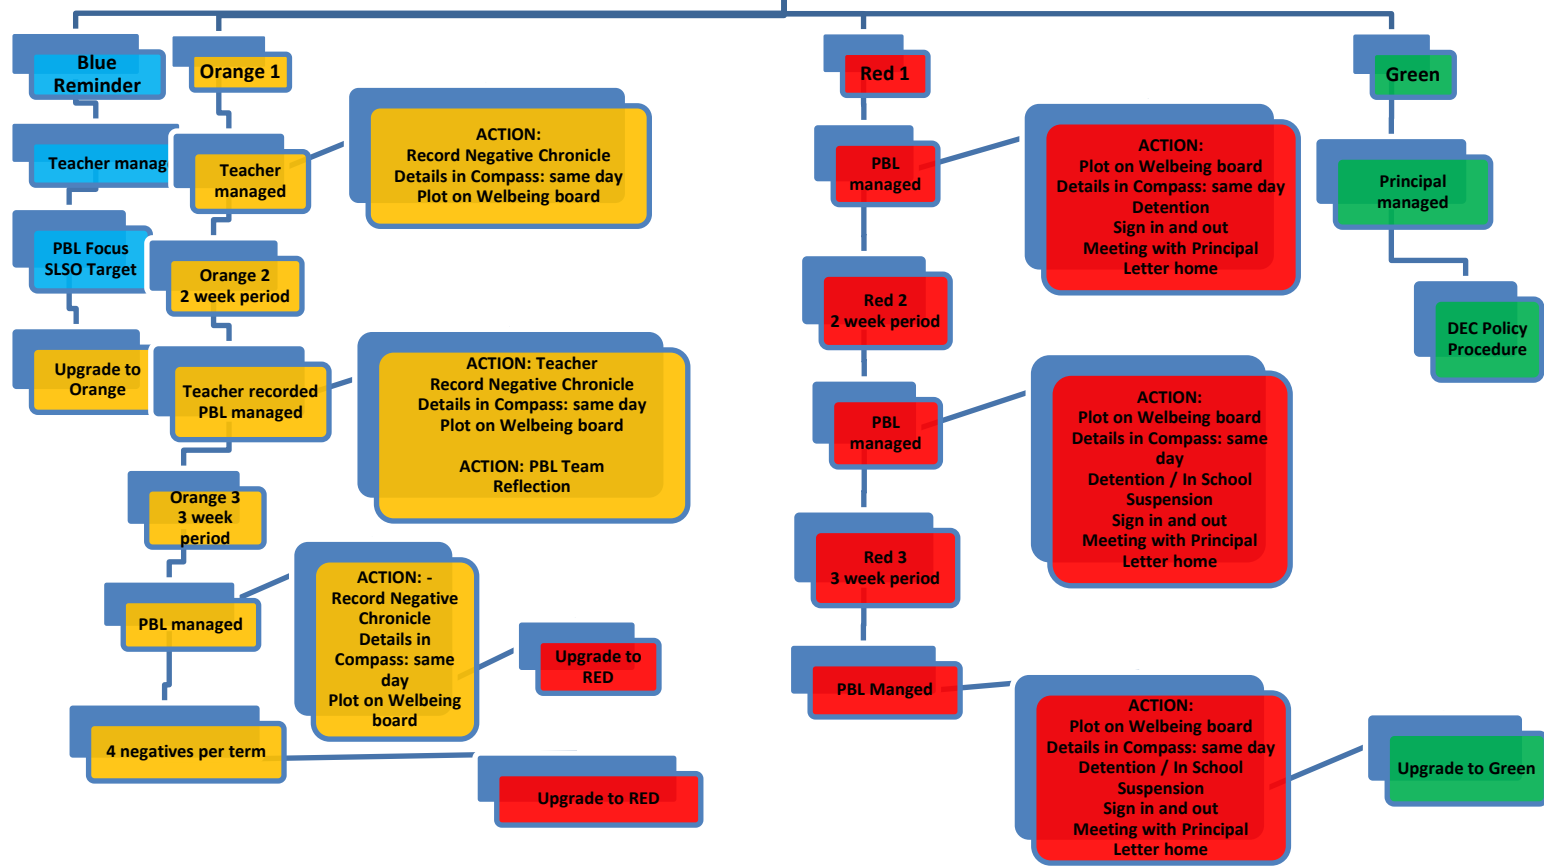 Blue
Reminder
Teacher manag
PBL Focus
SLSO Target
Upgrade to
Orange
Orange 1
Teacher
managed
ACTION:
Record Negative Chronicle
Details in Compass: same day
Plot on Welbeing board
Orange 2
2 week period
Teacher recorded
PBL managed
ACTION: Teacher
Record Negative Chronicle
Details in Compass: same day
Plot on Welbeing board
ACTION: PBL Team
Reflection
Orange 3
3 week
period
PBL managed
ACTION: -
Record Negative
Chronicle
Details in
Compass: same
day
Plot on Welbeing
board
Upgrade to
RED
4 negatives per term
Upgrade to RED
Red 1
PBL
managed
ACTION:
Plot on Welbeing board
Details in Compass: same day
Detention
Sign in and out
Meeting with Principal
Letter home
Red 2
2 week period
PBL
managed
ACTION:
Plot on Welbeing board
Details in Compass: same
day
Detention / In School
Suspension
Sign in and out
Meeting with Principal
Letter home
Red 3
3 week period
PBL Manged
ACTION:
Plot on Welbeing board
Details in Compass: same day
Detention / In School
Suspension
Sign in and out
Meeting with Principal
Letter home
Upgrade to Green
Green
Principal
managed
DEC Policy
Procedure